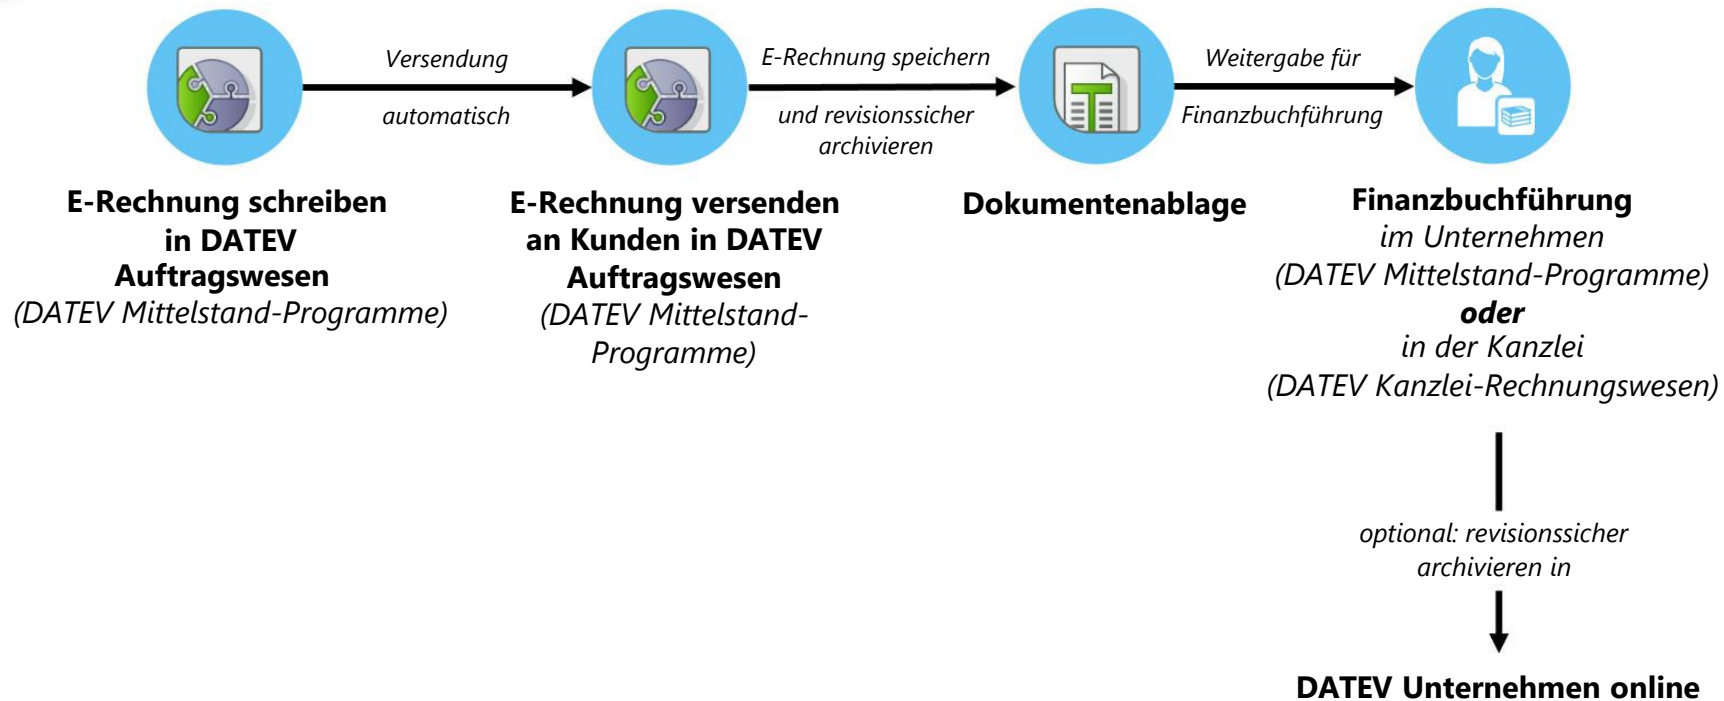 Versendung
automatisch
E-Rechnung speichern
und revisionssicher
archivieren
Weitergabe für
Finanzbuchführung
E-Rechnung schreiben
in DATEV
Auftragswesen
(DATEV Mittelstand-Programme)
E-Rechnung versenden
an Kunden in DATEV
Auftragswesen
(DATEV Mittelstand-
Programme)
Dokumentenablage
Finanzbuchführung
im Unternehmen
(DATEV Mittelstand-Programme)
oder
in der Kanzlei
(DATEV Kanzlei-Rechnungswesen)
optional: revisionssicher
archivieren in
DATEV Unternehmen online